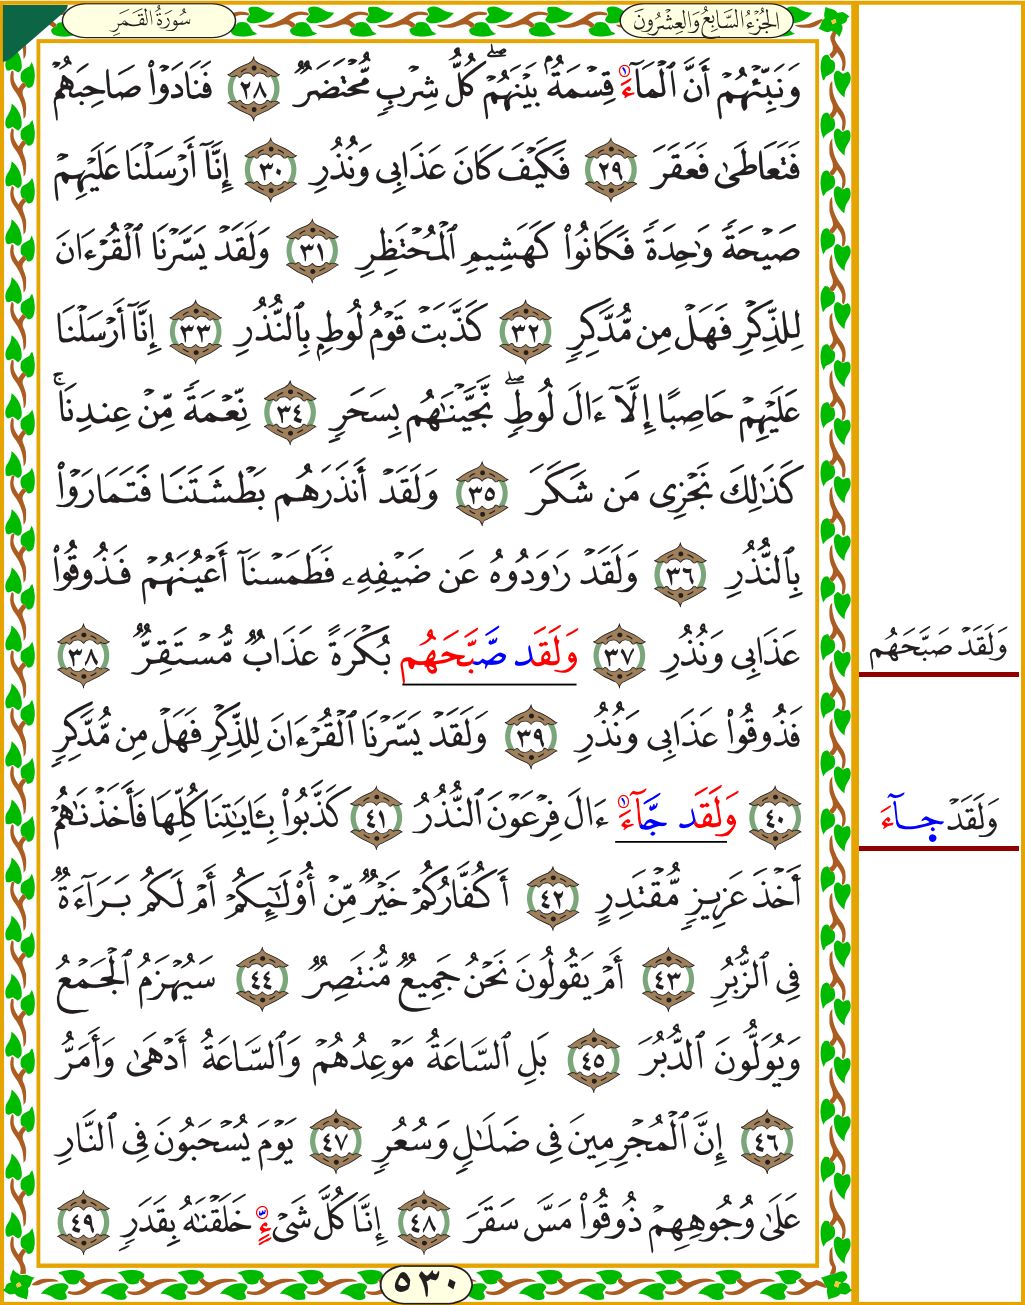 سُورَةُ القَمَرِ
الجُزْءُ السَّابِعُ وَالعِشْرُونَ
وَنَبِّئْهُمْ أَنَّ ٱلْمَآءَ قِسْمَةٌۢ بَيْنَهُمْۖ كُلُّ شِرْبٍ مُّحْتَضَرٌ ٢٨ فَنَادَوْا۟ صَاحِبَهُمْ
فَتَعَاطَىٰ فَعَقَرَ ٢٩ فَكَيْفَ كَانَ عَذَابِى وَنُذُرِ ٣٠ إِنَّآ أَرْسَلْنَا عَلَيْهِمْ
صَيْحَةً وَٰحِدَةً فَكَانُوا۟ كَهَشِيمِ ٱلْمُحْتَظِرِ ٣١ وَلَقَدْ يَسَّرْنَا ٱلْقُرْءَانَ
لِلذِّكْرِ فَهَلْ مِن مُّدَّكِرٍ ٣٢ كَذَّبَتْ قَوْمُ لُوطٍۭ بِٱلنُّذُرِ ٣٣ إِنَّآ أَرْسَلْنَا
عَلَيْهِمْ حَاصِبًا إِلَّآ ءَالَ لُوطٍۖ نَّجَّيْنَٰهُم بِسَحَرٍ ٣٤ نِّعْمَةً مِّنْ عِندِنَاۚ
كَذَٰلِكَ نَجْزِى مَن شَكَرَ ٣٥ وَلَقَدْ أَنذَرَهُم بَطْشَتَنَا فَتَمَارَوْا۟
بِٱلنُّذُرِ ٣٦ وَلَقَدْ رَٰوَدُوهُ عَن ضَيْفِهِۦ فَطَمَسْنَآ أَعْيُنَهُمْ فَذُوقُوا۟
عَذَابِى وَنُذُرِ ٣٧ وَلَقَد صَّبَّحَهُم بُكْرَةً عَذَابٌ مُّسْتَقِرٌّ ٣٨
وَلَقَدْ صَبَّحَهُم
فَذُوقُوا۟ عَذَابِى وَنُذُرِ ٣٩ وَلَقَدْ يَسَّرْنَا ٱلْقُرْءَانَ لِلذِّكْرِ فَهَلْ مِن مُّدَّكِرٍ
٤٠ وَلَقَد جَّآءَ ءَالَ فِرْعَوْنَ ٱلنُّذُرُ ٤١ كَذَّبُوا۟ بِـَٔايَٰتِنَا كُلِّهَا فَأَخَذْنَٰهُمْ
وَلَقَدْ جَآءَ
أَخْذَ عَزِيزٍ مُّقْتَدِرٍ ٤٢ أَكُفَّارُكُمْ خَيْرٌ مِّنْ أُو۟لَٰٓئِكُمْ أَمْ لَكُم بَرَآءَةٌ
فِى ٱلزُّبُرِ ٤٣ أَمْ يَقُولُونَ نَحْنُ جَمِيعٌ مُّنتَصِرٌ ٤٤ سَيُهْزَمُ ٱلْجَمْعُ
وَيُوَلُّونَ ٱلدُّبُرَ ٤٥ بَلِ ٱلسَّاعَةُ مَوْعِدُهُمْ وَٱلسَّاعَةُ أَدْهَىٰ وَأَمَرُّ
٤٦ إِنَّ ٱلْمُجْرِمِينَ فِى ضَلَٰلٍ وَسُعُرٍ ٤٧ يَوْمَ يُسْحَبُونَ فِى ٱلنَّارِ
عَلَىٰ وُجُوهِهِمْ ذُوقُوا۟ مَسَّ سَقَرَ ٤٨ إِنَّا كُلَّ شَىْءٍ خَلَقْنَٰهُ بِقَدَرٍ ٤٩
٥٣٠